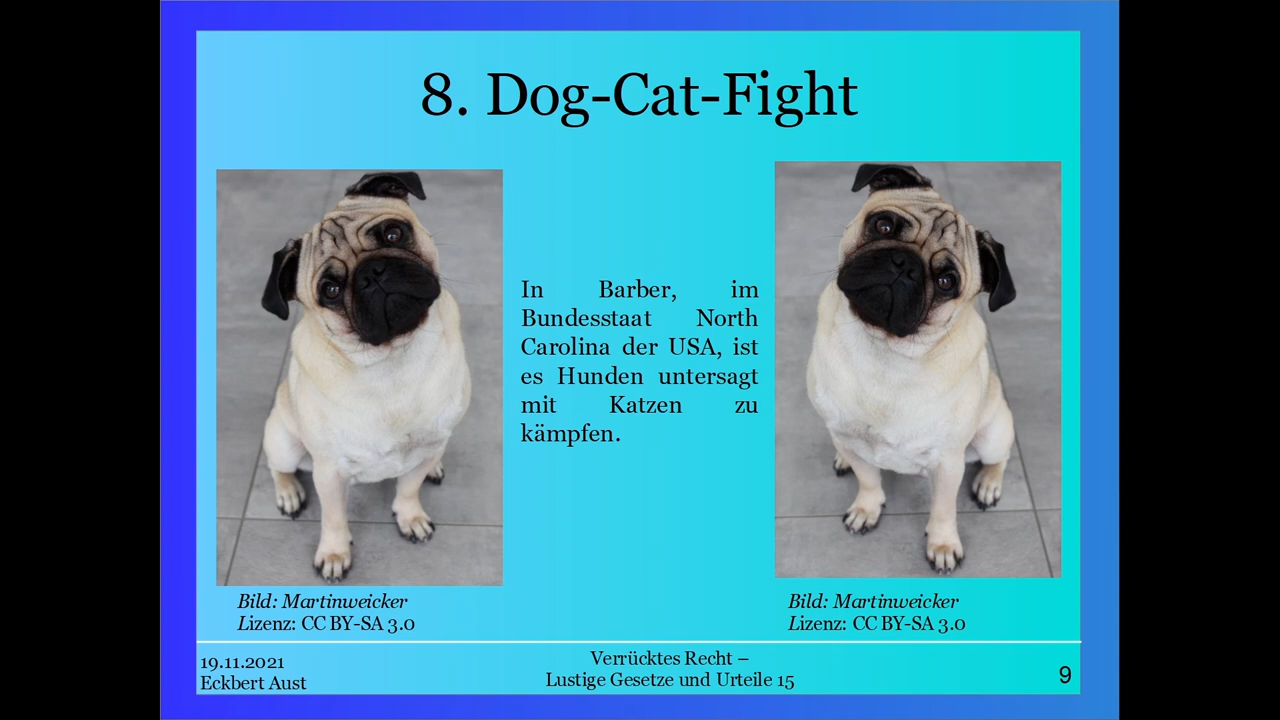 8. Dog-Cat-Fight
In Barber, im
Bundesstaat North
Carolina der USA, ist
es Hunden untersagt
mit Katzen zu
kämpfen.
Bild: Martinweicker
Lizenz: CC BY-SA 3.0
Bild: Martinweicker
Lizenz: CC BY-SA 3.0
19.11.2021
Eckbert Aust
Verrücktes Recht –
Lustige Gesetze und Urteile 15
9